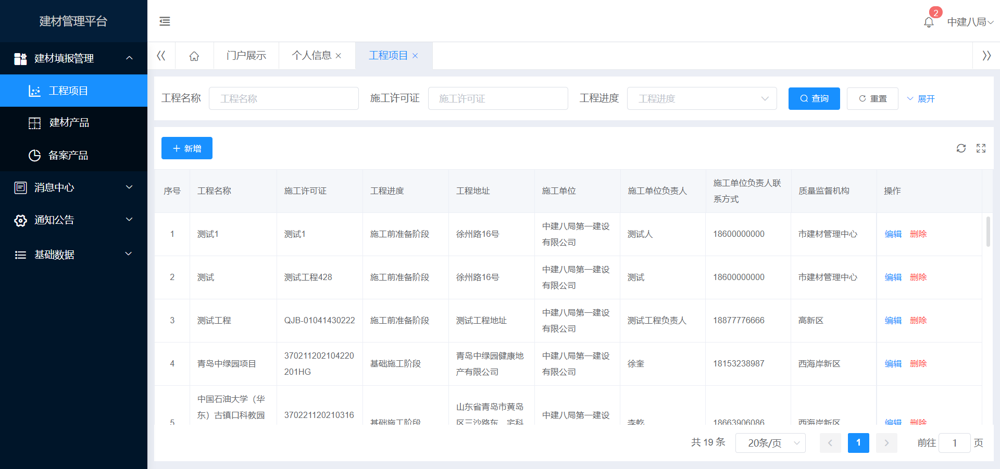 建材管理平台
2
中建八局
建材填报管理
工程项目
建材产品
备案产品
消息中心
通知公告
基础数据
门户展示
个人信息
工程项目
工程名称 工程名称 施工许可证 施工许可证 工程进度 工程进度 查询 重置 展开
新增
序号 工程名称 施工许可证 工程进度 工程地址 施工单位 施工单位负责人 施工单位负责人联 质量监督机构 操作
系方式
1 测试1 测试1 施工前准备阶段 徐州路16号 中建八局第一建设 测试人 18600000000 市建材管理中心 编辑 删除
有限公司
2 测试 测试工程428 施工前准备阶段 徐州路16号 中建八局第一建设 测试 18600000000 市建材管理中心 编辑 删除
有限公司
3 测试工程 QJB-01041430222 施工前准备阶段 测试工程地址 中建八局第一建设 测试工程负责人 18877776666 高新区 编辑 删除
有限公司
4 青岛中绿园项目 370211202104220 基础施工阶段 青岛中绿园健康地 中建八局第一建设 徐奎 18153238987 西海岸新区 编辑 删除
201HG 产有限公司 有限公司
中国石油大学（华 山东省青岛市黄岛
东）古镇口科教园 370221120210316 中建八局第一建设
5 基础施工阶段 区三沙路东、宅科 李乾 18663906086 西海岸新区 编辑 删除
共 19 条 20条/页 1 前往 1 页